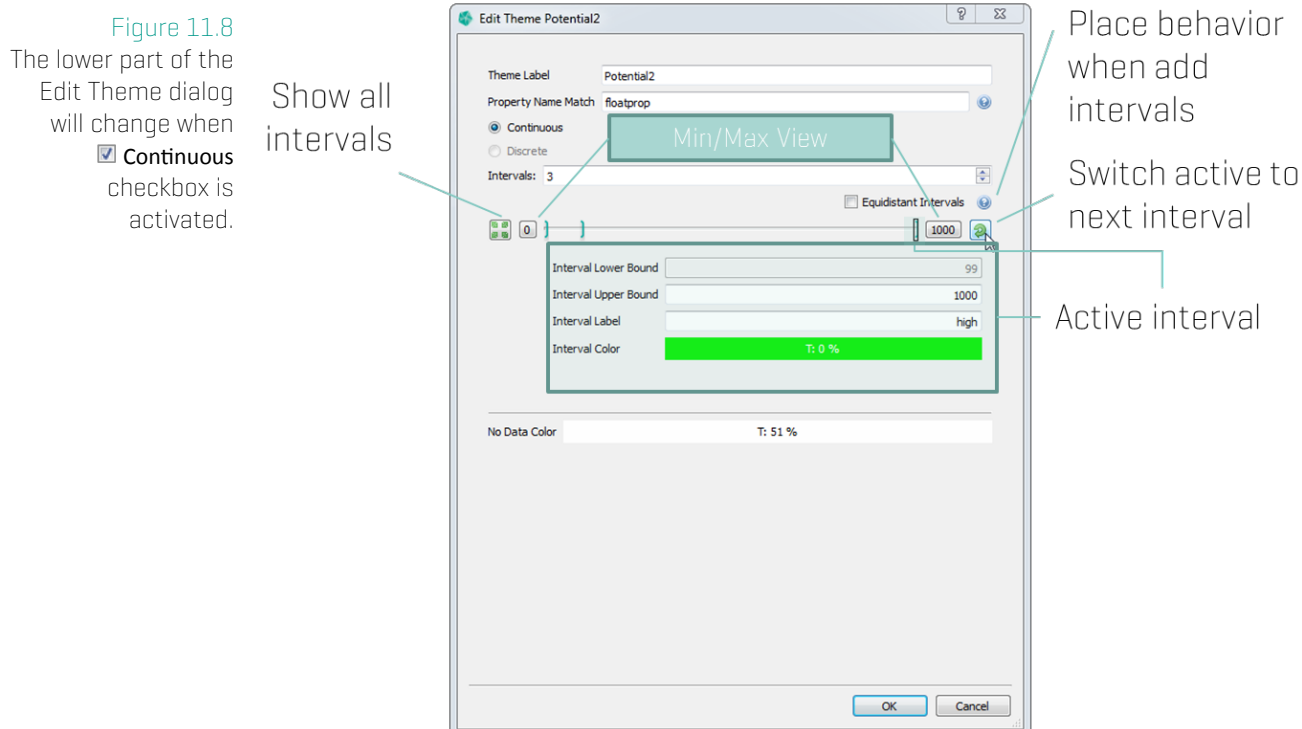 Figure 11.8
The lower part of the
Edit Theme dialog
will change when
Continuous
checkbox is
activated.
Show all
intervals
Edit Theme Potential2
Theme Label Potential2
Property Name Match floatprop
Continuous
Discrete
Min/Max View
Intervals: 3
Equidistant Intervals
0 1000
Interval Lower Bound 99
Interval Upper Bound 1000
Interval Label high
Interval Color T: 0 %
No Data Color T: 51 %
OK Cancel
Place behavior
when add
intervals
Switch active to
next interval
Active interval